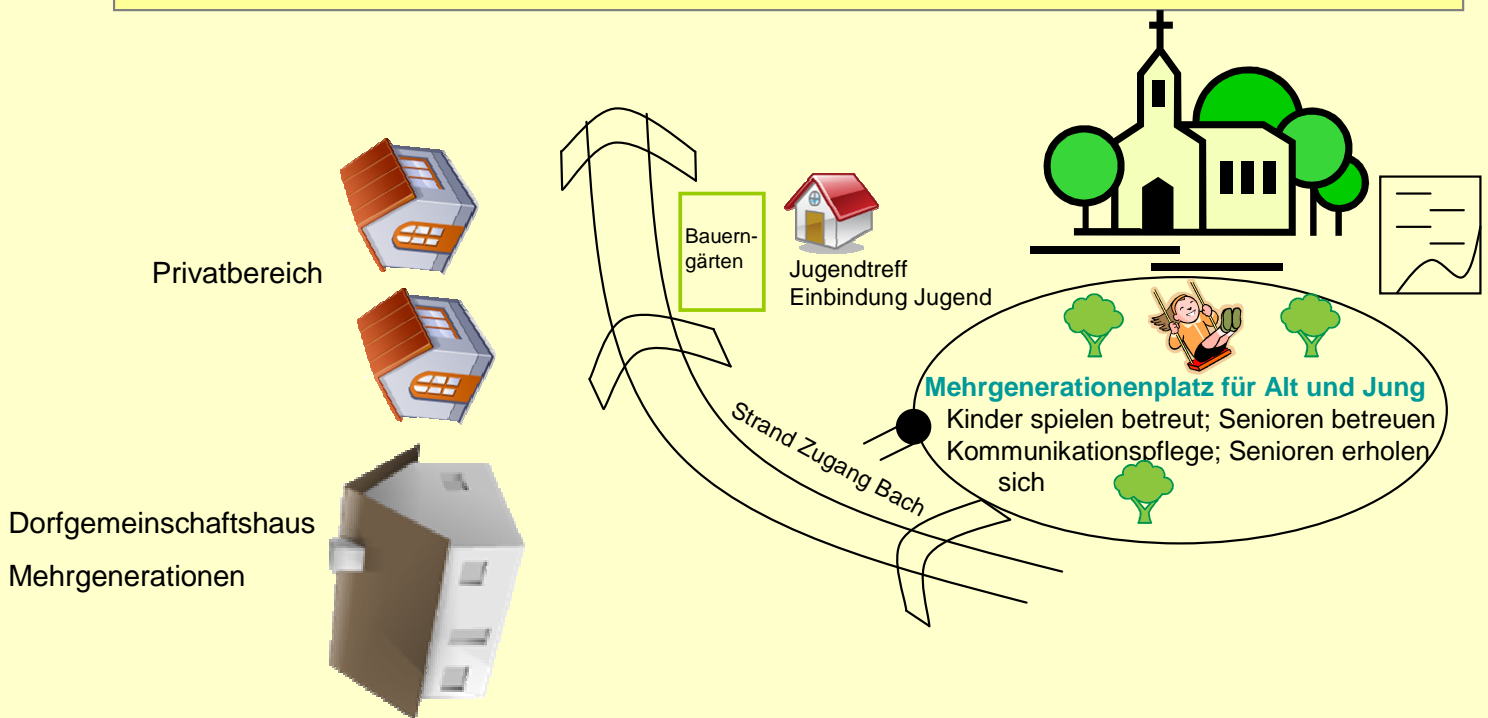 Bauern-
gärten
Jugendtreff
Einbindung Jugend
Privatbereich
Mehrgenerationenplatz für Alt und Jung
Kinder spielen betreut; Senioren betreuen
Kommunikationspflege; Senioren erholen
sich
Strand Zugang Bach
Dorfgemeinschaftshaus
Mehrgenerationen